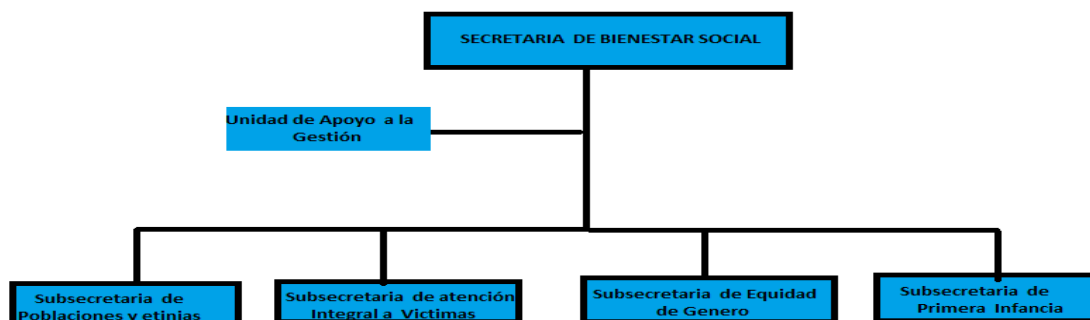 SECRETARIA DE BIENESTAR SOCIAL
Unidad de Apoyo a la
Gestión
Subsecretaria de
Poblaciones y etinias
Subsecretaria de atención
Integral a Victimas
Subsecretaria de Equidad
de Genero
Subsecretaria de
Primera Infancia